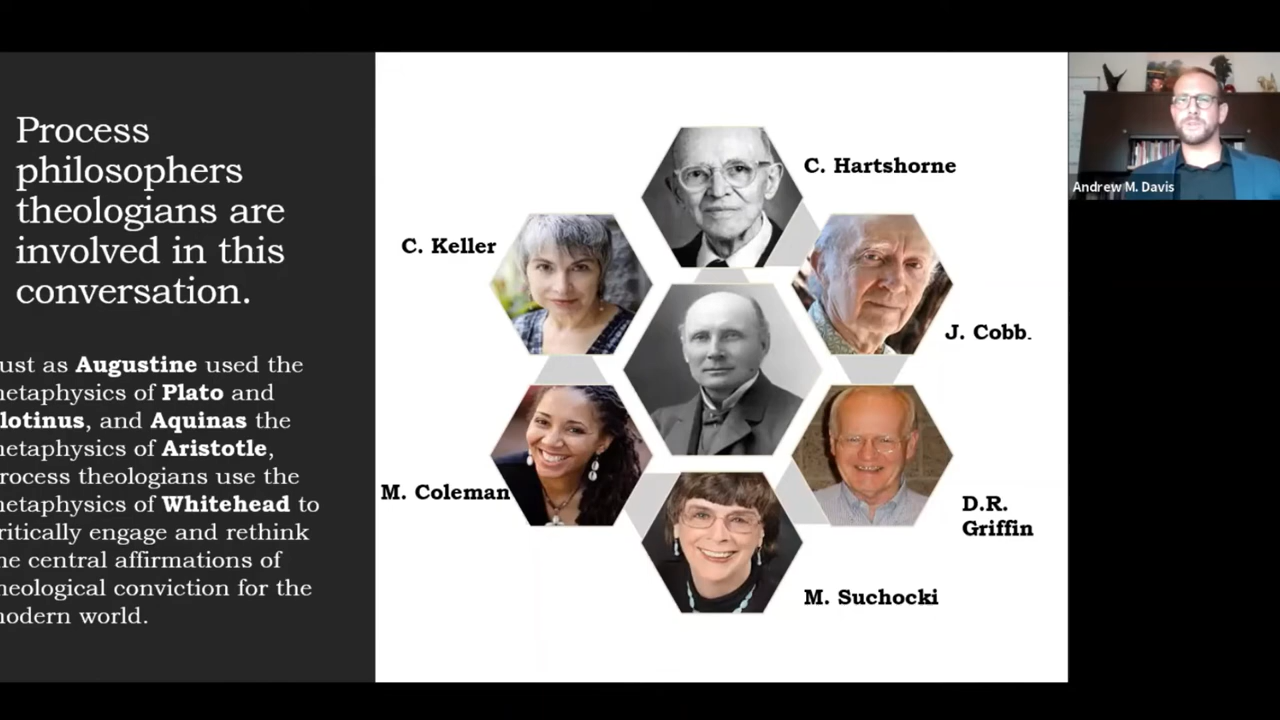 Process
philosophers
theologians are
involved in this
conversation.
ust as Augustine used the
netaphysics of Plato and
lotinus, and Aquinas the
netaphysics of Aristotle,
rocess theologians use the
netaphysics of Whitehead to
ritically engage and rethink
he central affirmations of
heological conviction for the
nodern world.
C. Hartshorne
C. Keller
J. Cobb.
M. Coleman
D.R.
Griffin
M. Suchocki
Andrew M. Davis